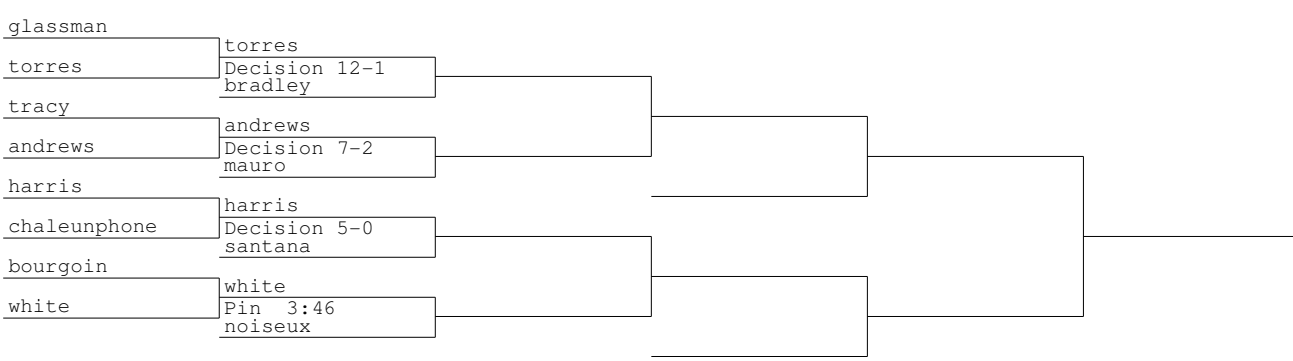 glassman
torres
torres
Decision 12-1
bradley
tracy
andrews
andrews
Decision 7-2
mauro
harris
harris
chaleunphone
Decision 5-0
santana
bourgoin
white
white
Pin  3:46
noiseux